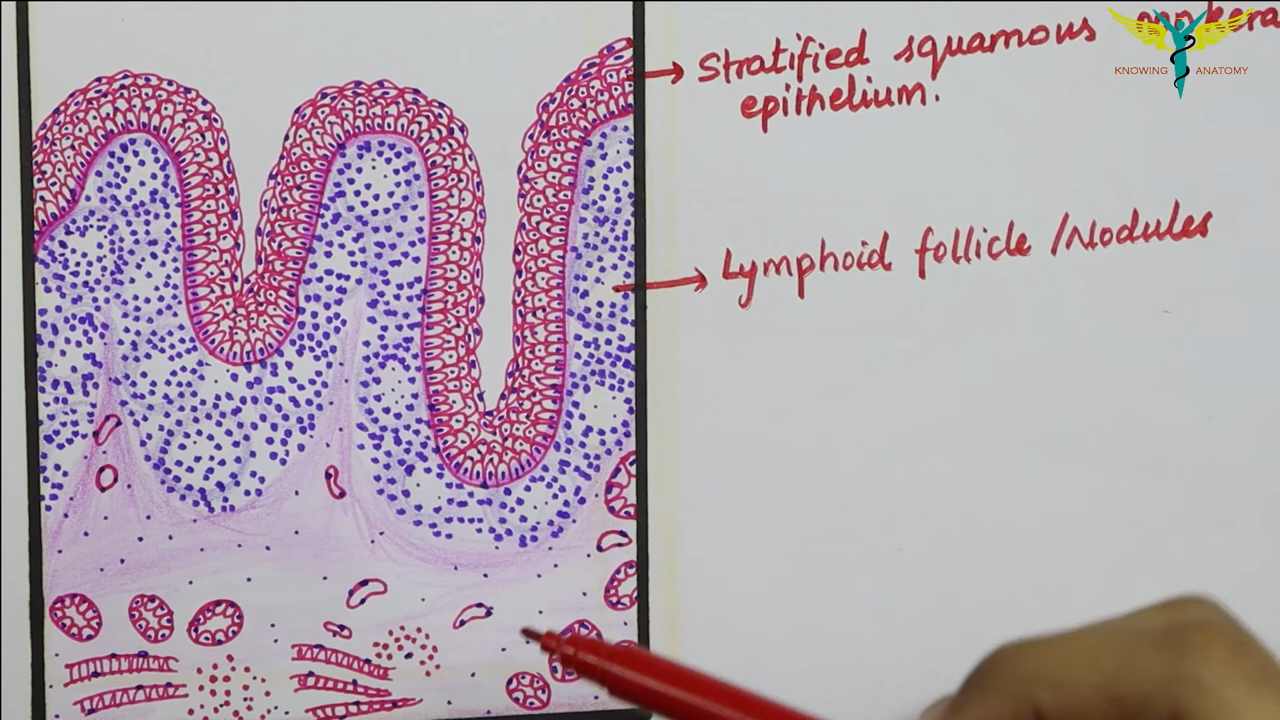 Stratified squamous
epithelium.
Lymphoid follicle /Nodules
KNOWING ANATOMY